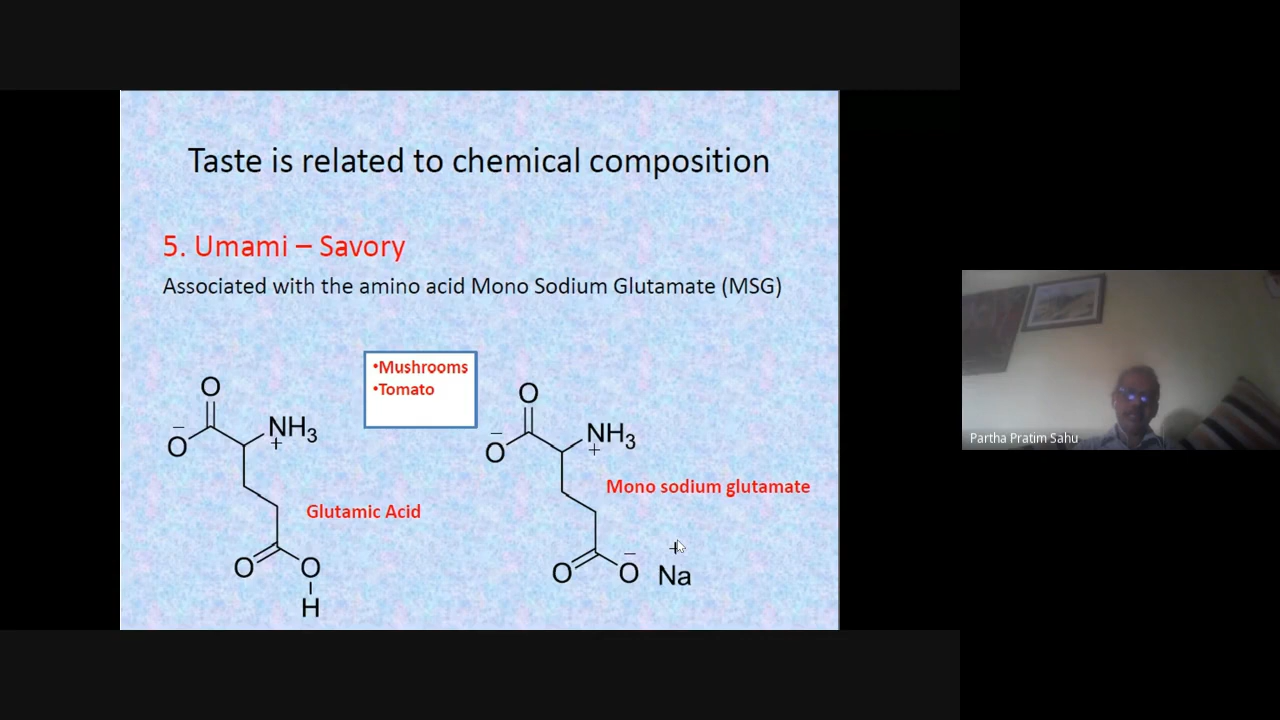 Taste is related to chemical composition
5. Umami – Savory
Associated with the amino acid Mono Sodium Glutamate (MSG)
•Mushrooms
•Tomato
O
O
–
NH3
+
–
NH3
+
O
O
Partha Pratim Sahu
Mono sodium glutamate
Glutamic Acid
–
+
O
O
O
O
Na
H